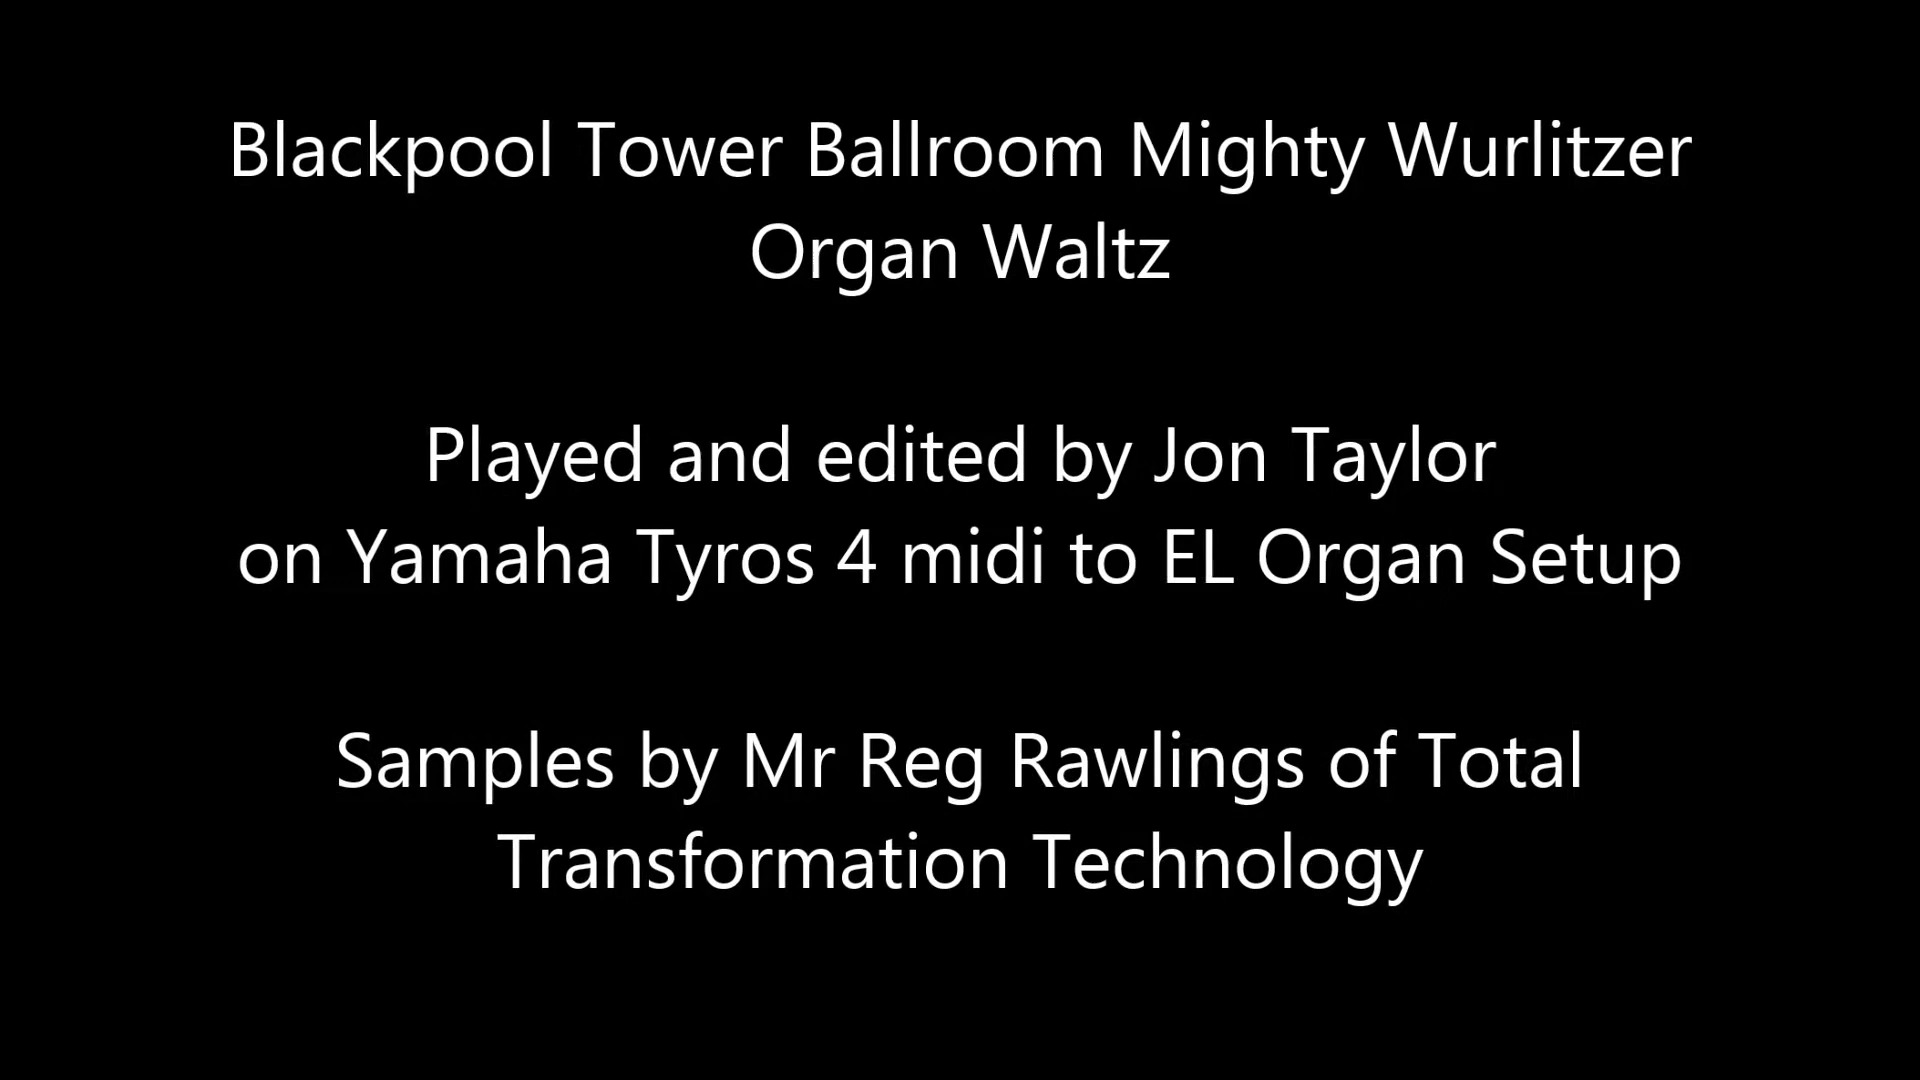 Blackpool Tower Ballroom Mighty Wurlitzer
Organ Waltz
Played and edited by Jon Taylor
on Yamaha Tyros 4 midi to EL Organ Setup
Samples by Mr Reg Rawlings of Total
Transformation Technology